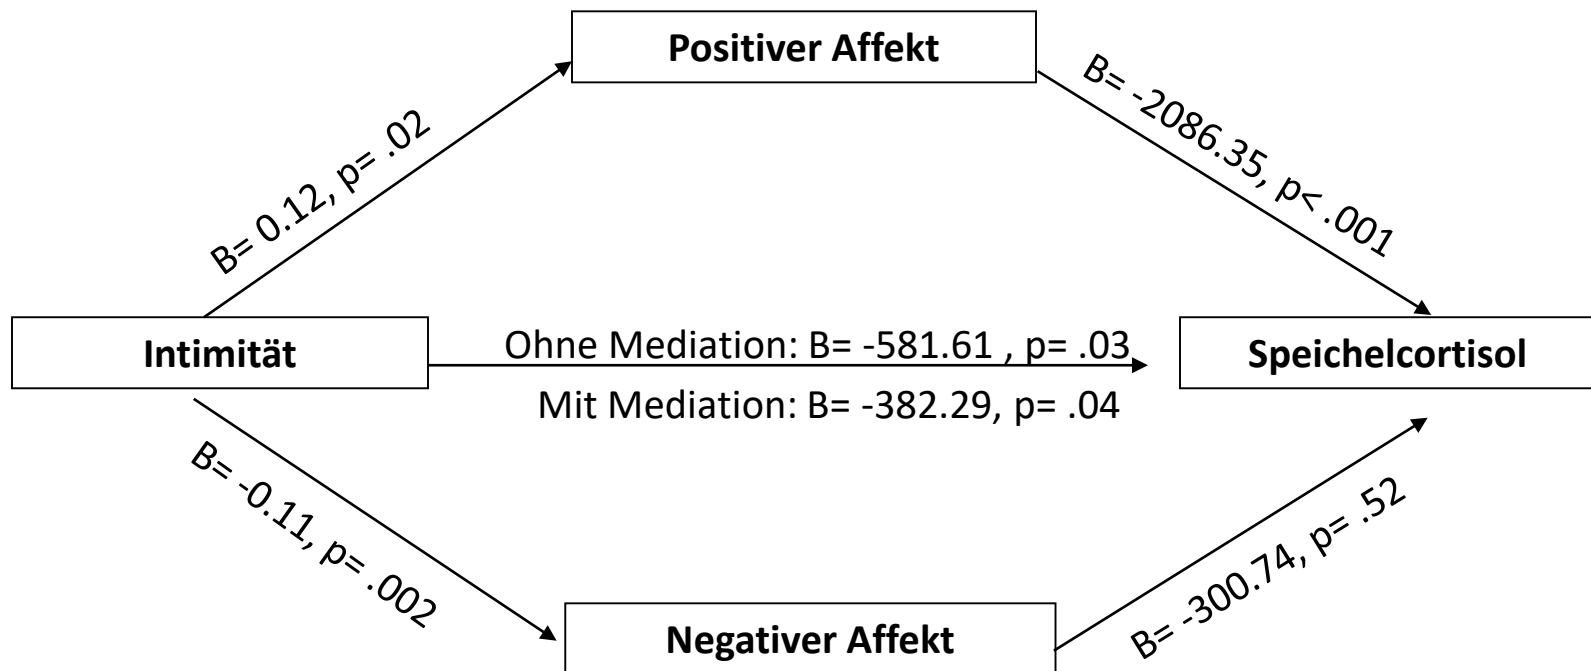 Positiver Affekt
B= 0.12, p= .02
B= -2086.35, p< .001
Intimität
Ohne Mediation: B= -581.61 , p= .03
Mit Mediation: B= -382.29, p= .04
Speichelcortisol
B= -0.11, p= .002
B= -300.74, p= .52
Negativer Affekt